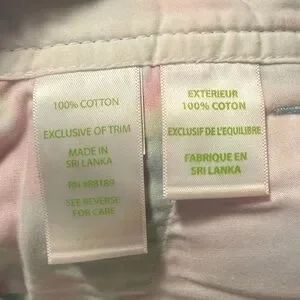 100% COTTON
EXCLUSIVE OF TRIM
MADE IN
SRI LANKA
SEE REVERSE
FOR CARE
EXTERIEUR
100% COTON
EXCLUSIF DE L'EQUILIBRE
FABRIQUE EN
SRI LANKA